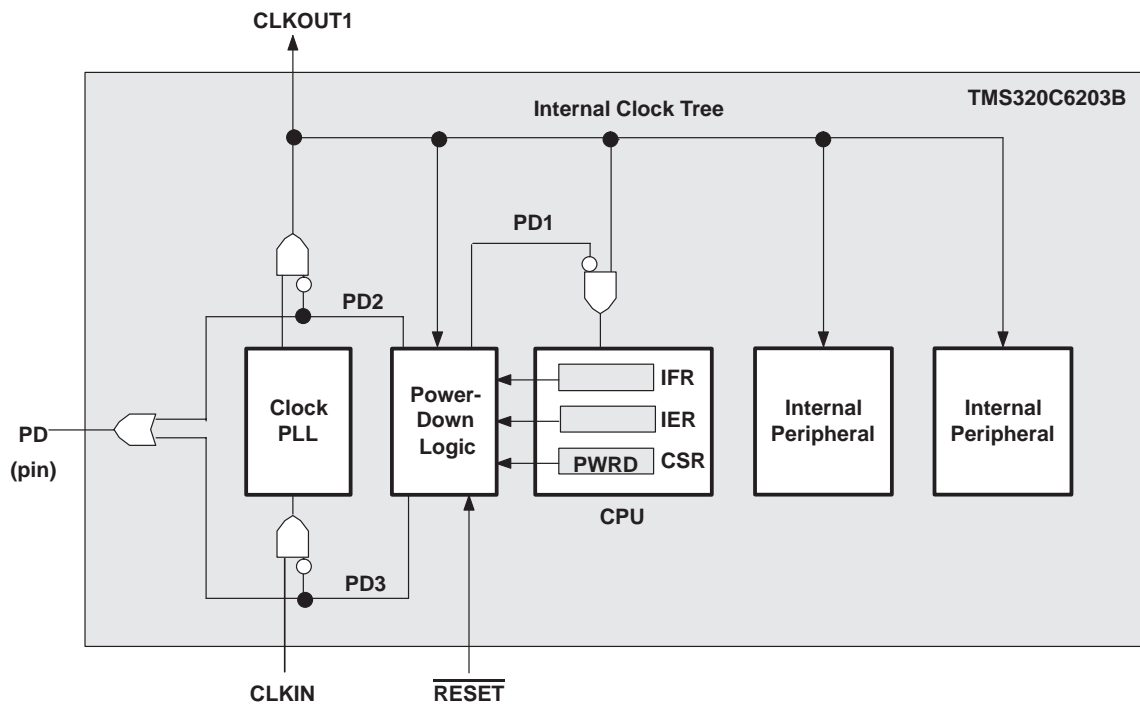 CLKOUT1
TMS320C6203B
Internal Clock Tree
PD1
PD2
IFR
Clock
PLL
Power-
Down
Logic
IER
Internal
Peripheral
Internal
Peripheral
PD
(pin)
PWRD
CSR
CPU
PD3
CLKIN
RESET